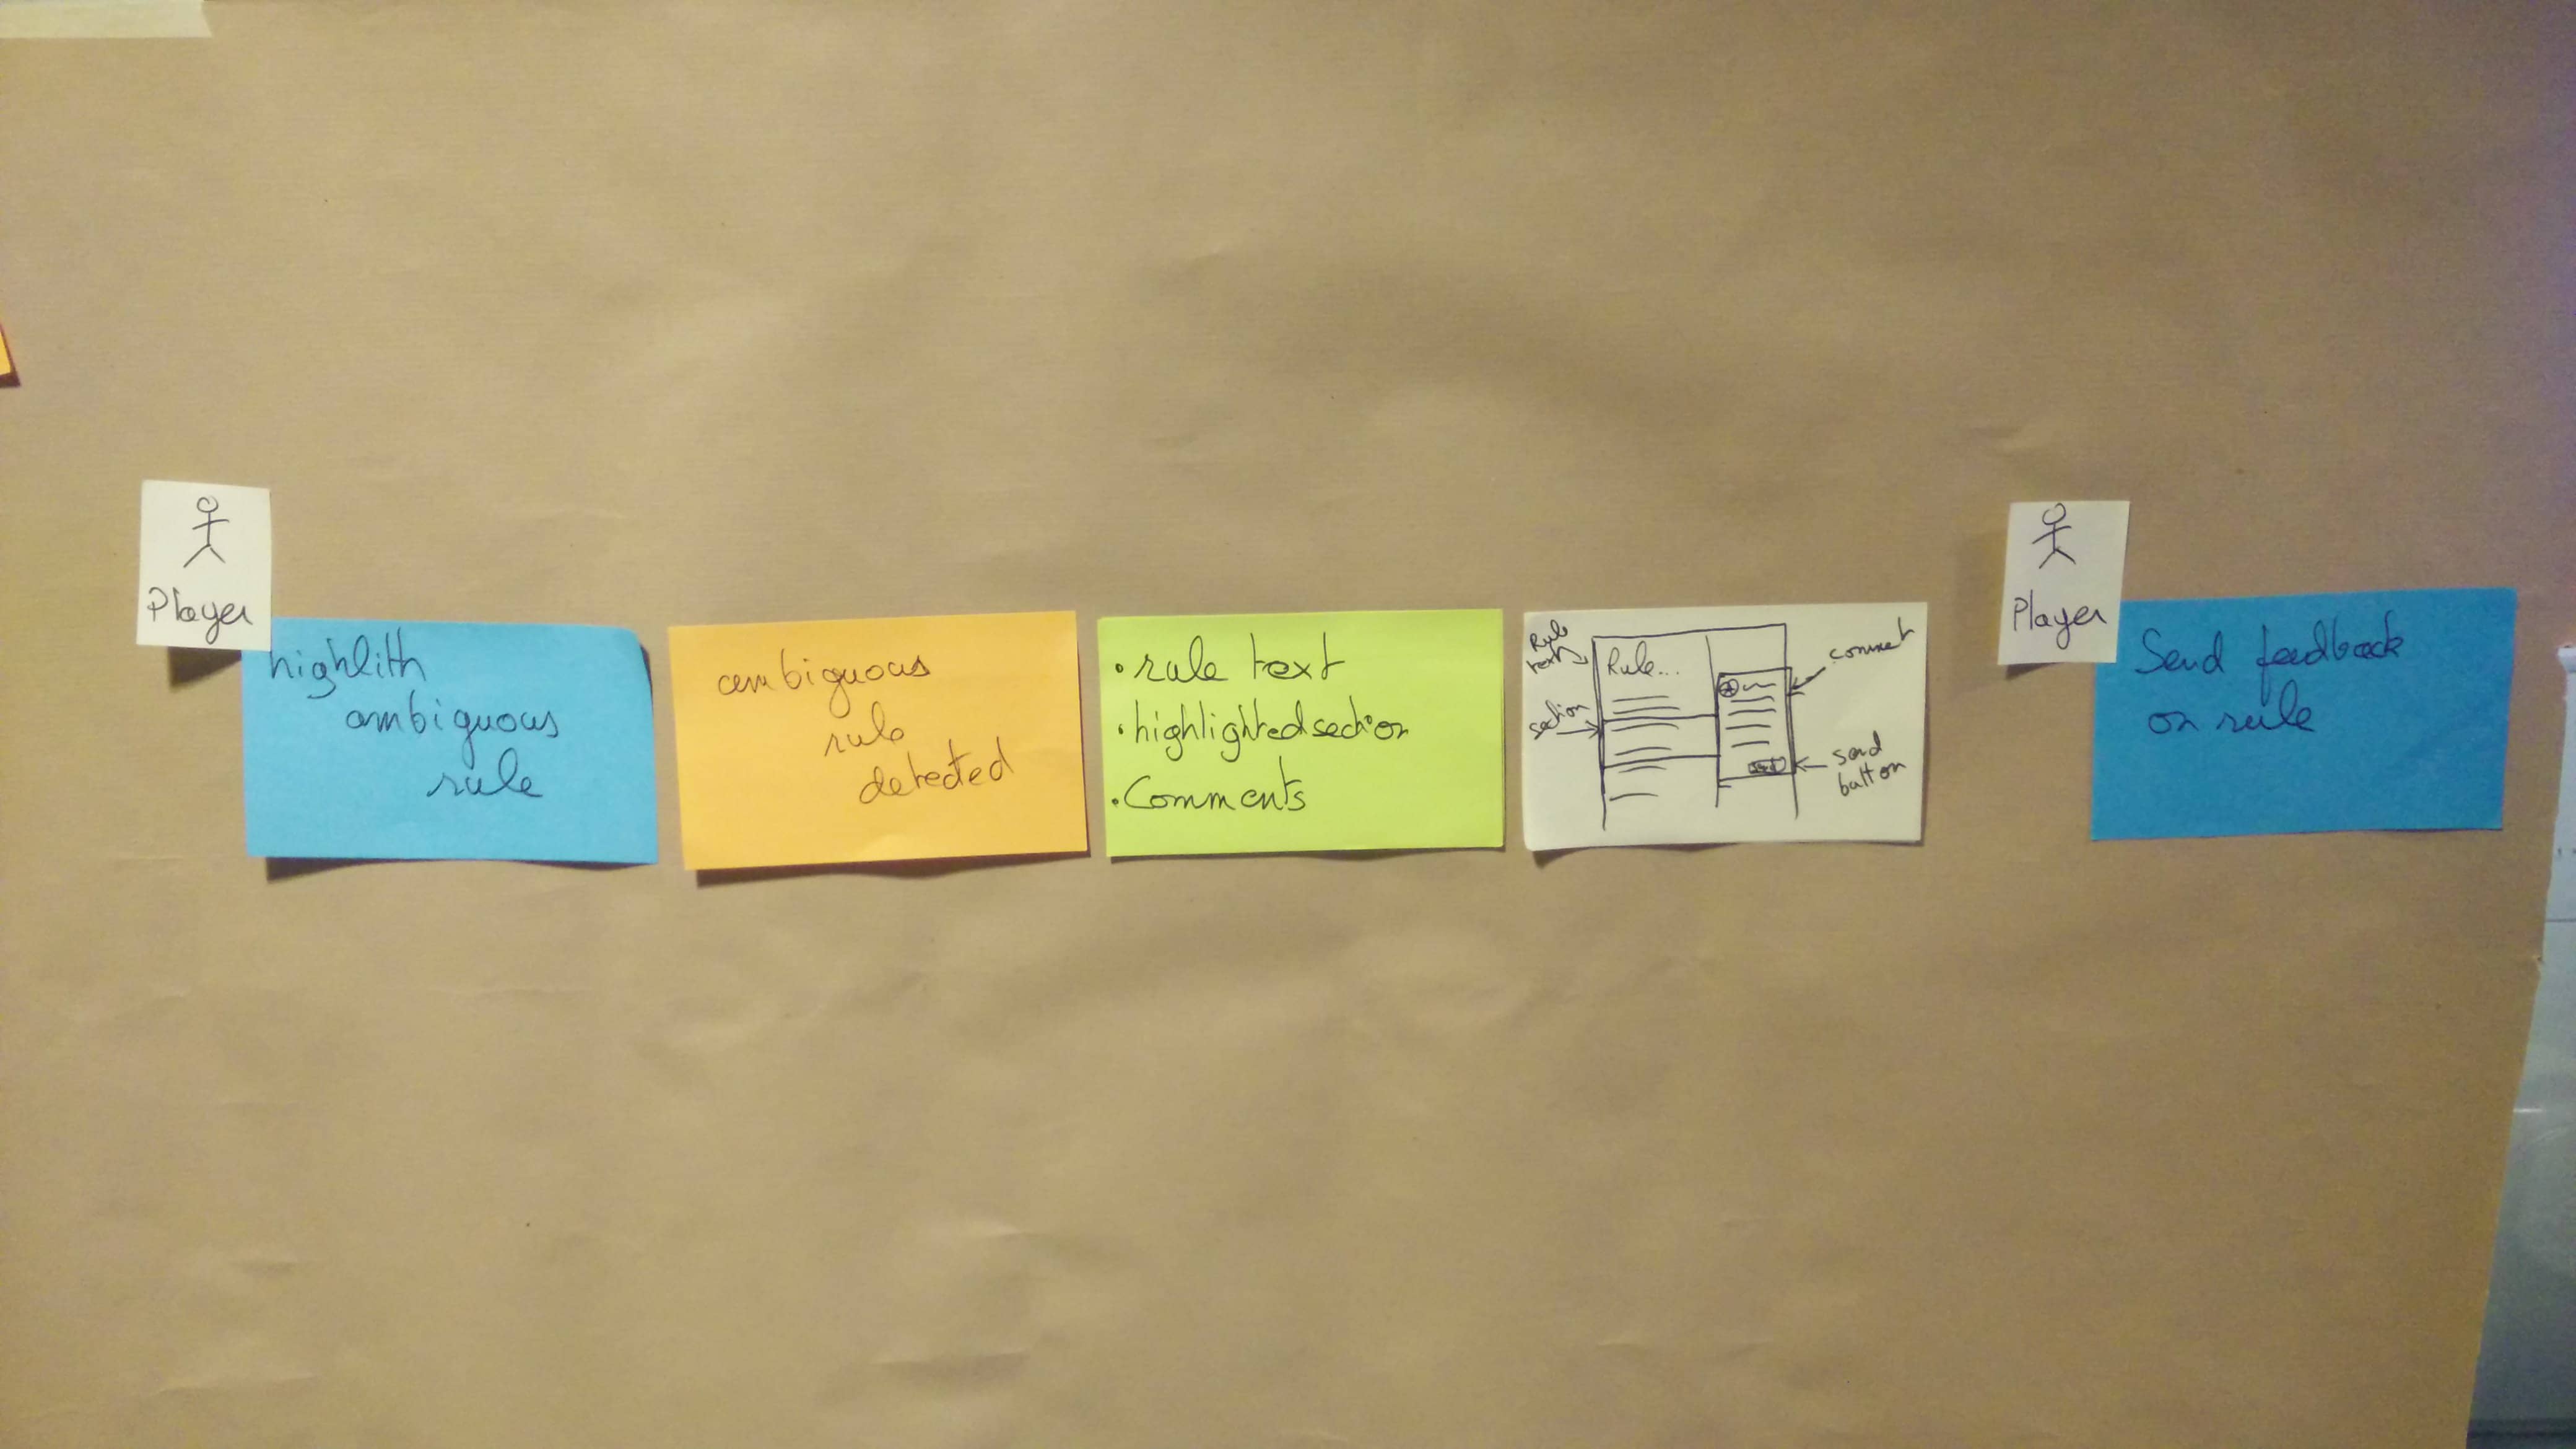 Player
highlith
ambiguous
rule
ambiguous
rule
detected
• rule text
• highlighted section
• Comments
Rule
text
section
Rule...
comment
send
button
Player
Send feedback
on rule